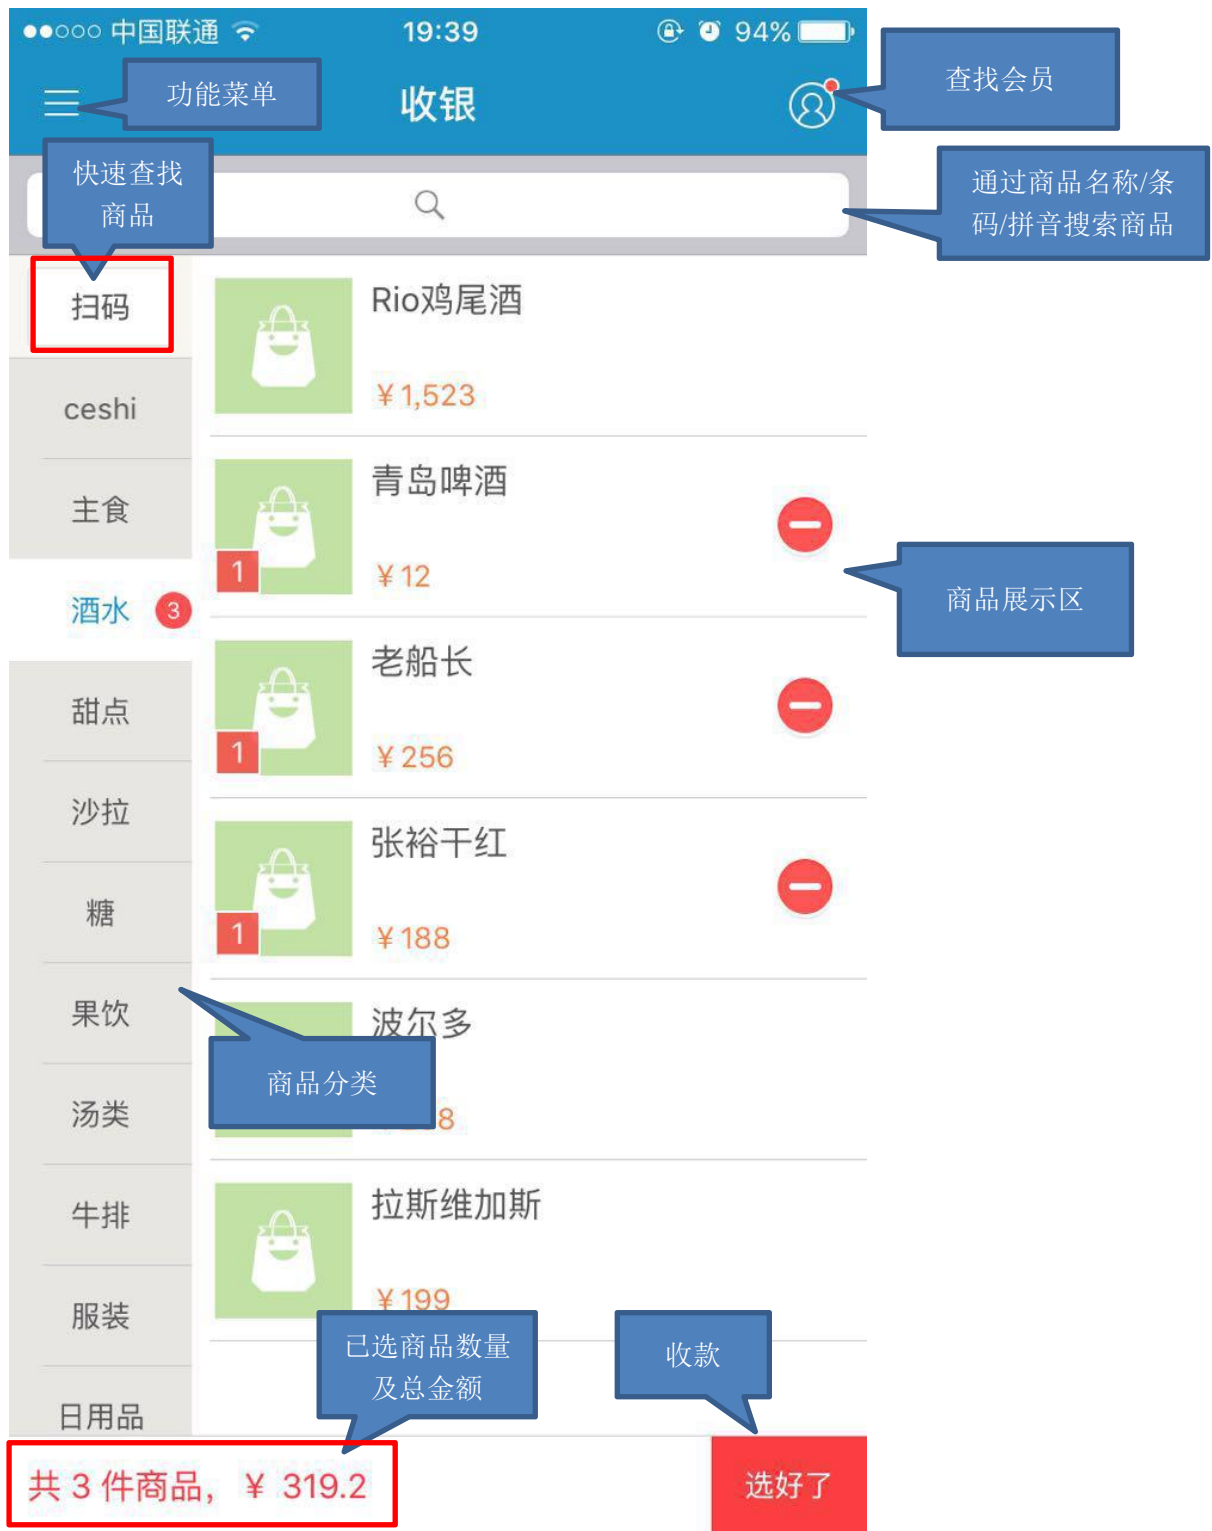 中国联通 19:39 94%
功能菜单
收银
查找会员
快速查找
商品
通过商品名称/条
码/拼音搜索商品
扫码
Rio鸡尾酒
¥1,523
ceshi
青岛啤酒
主食
1
¥12
商品展示区
酒水 3
老船长
甜点
1
¥256
沙拉
张裕干红
糖
1
¥188
果饮
波尔多
商品分类
汤类
8
牛排
拉斯维加斯
服装
¥199
已选商品数量
及总金额
收款
日用品
共 3 件商品， ¥ 319.2
选好了